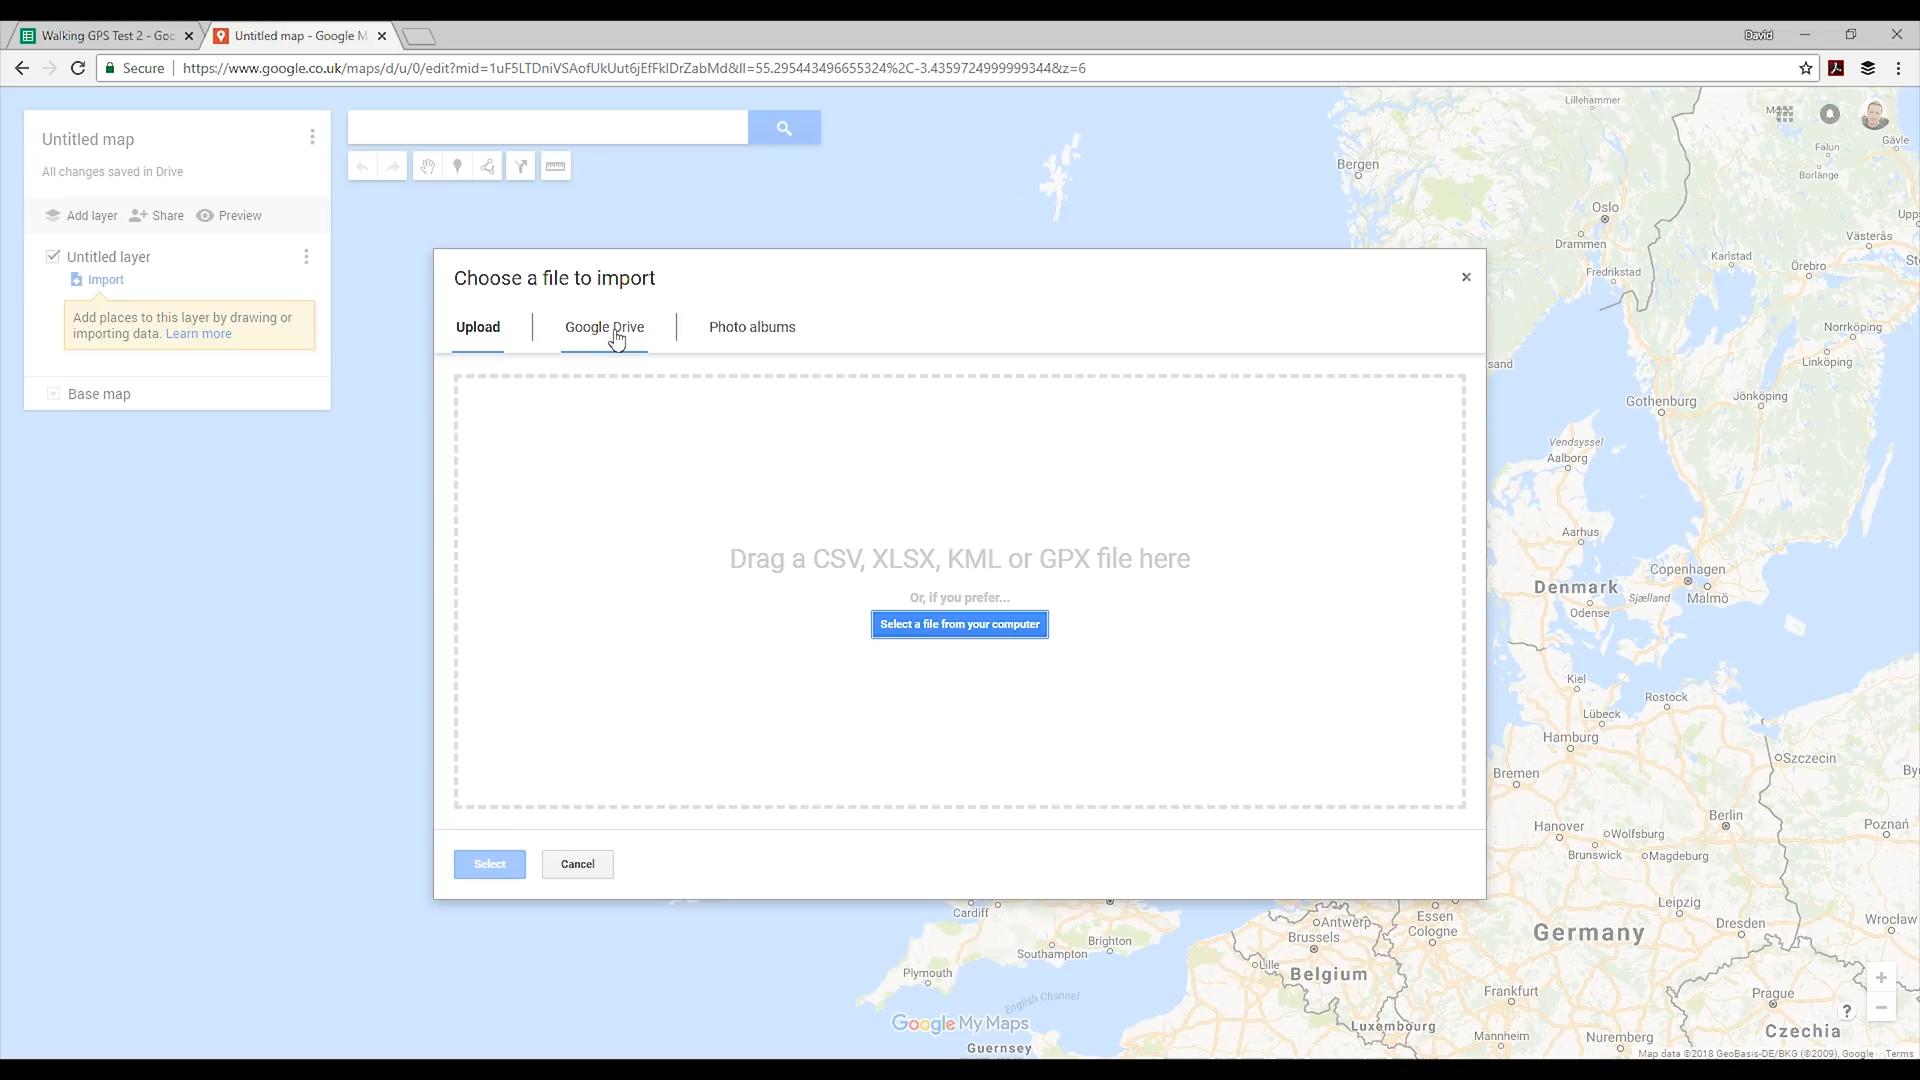 Walking GPS Test 2 - Goc
Untitled map - Google M
David
Secure
https://www.google.co.uk/maps/d/u/0/edit?mid=1uF5LTDniVSAofUkUut6jEfFkIDrZabMd&ll=55.295443496655324%2C-3.435972499999344&z=6
Untitled map
All changes saved in Drive
Add layer
Share
Preview
Untitled layer
Import
Add places to this layer by drawing or
importing data. Learn more
Base map
Choose a file to import
Upload
Google Drive
Photo albums
Drag a CSV, XLSX, KML or GPX file here
Or, if you prefer...
Select a file from your computer
Select
Cancel
Lillehammer
Gävle
Falun
Borlänge
Bergen
Oslo
Upps
Drammen
Västerås
Karlstad
Örebro
St
Fredrikstad
Norrköping
Linköping
sand
Jönköping
Gothenburg
Vendsyssel
Aalborg
Aarhus
Copenhagen
Denmark
Sjælland
Malmö
Odense
Kiel
Rostock
Lübeck
Hamburg
Szczecin
Bremen
By
Berlin
Poznań
Hanover
Wolfsburg
Brunswick
Magdeburg
Leipzig
Cardiff
Essen
Antwerp
Cologne
Dresden
Wrocław
Brussels
Germany
Brighton
Southampton
Lille
Belgium
Plymouth
Frankfurt
Prague
English Channel
Google My Maps
Luxembourg
Czechia
Guernsey
Mannheim
Nuremberg
Map data ©2018 GeoBasis-DE/BKG (©2009), Google
Terms